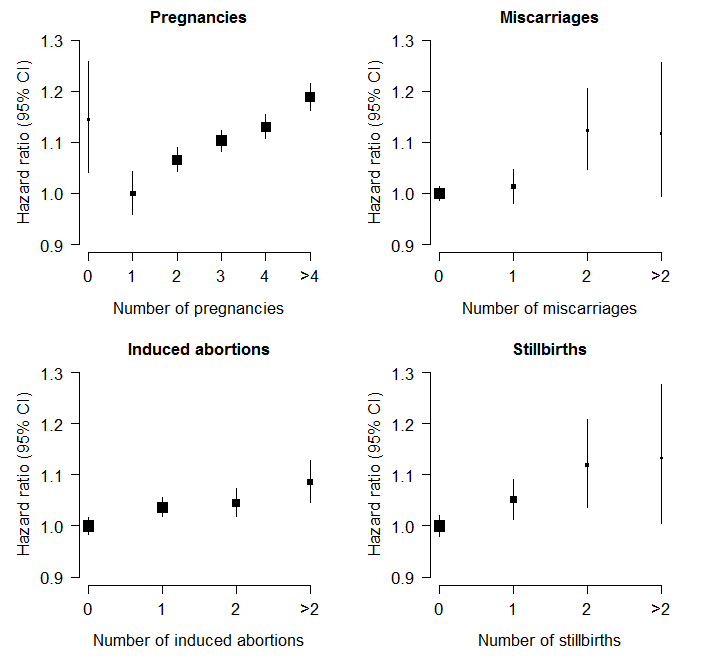 Pregnancies
Hazard ratio (95% CI)
1.3
1.2
1.1
1.0
0.9
0 1 2 3 4 >4
Number of pregnancies
Miscarriages
Hazard ratio (95% CI)
1.3
1.2
1.1
1.0
0.9
0 1 2 >2
Number of miscarriages
Induced abortions
Hazard ratio (95% CI)
1.3
1.2
1.1
1.0
0.9
0 1 2 >2
Number of induced abortions
Stillbirths
Hazard ratio (95% CI)
1.3
1.2
1.1
1.0
0.9
0 1 2 >2
Number of stillbirths